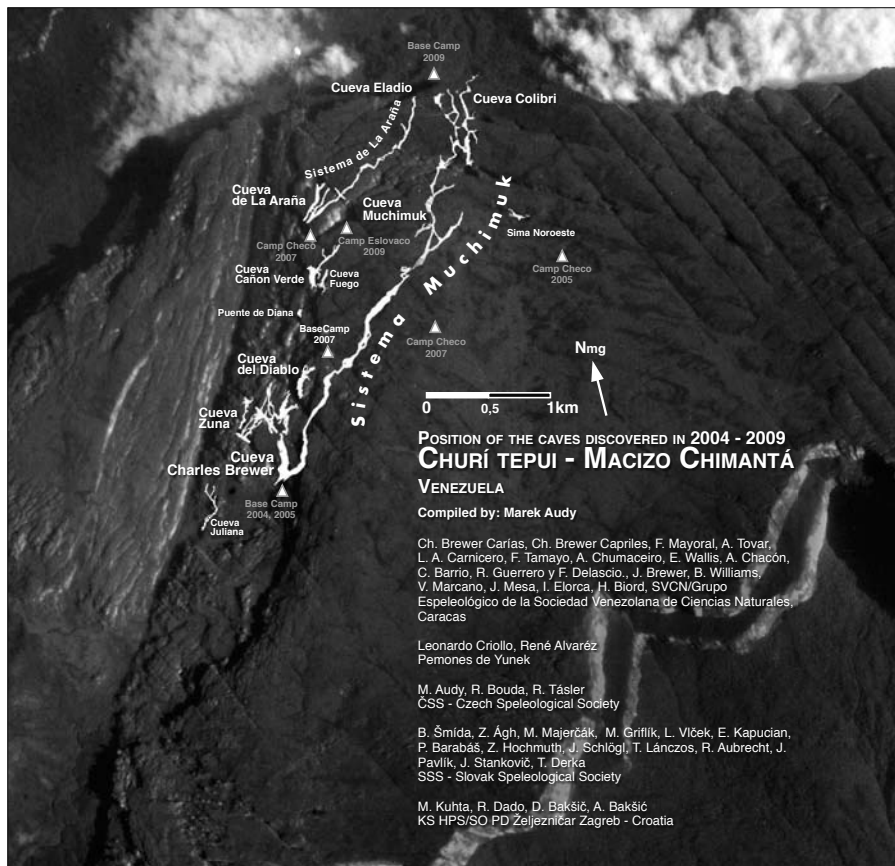 Base Camp
2009
Cueva Eladio
Cueva Colibri
Sistema de La Araña
Cueva
de La Araña
Cueva
Muchimuk
Sima Noroeste
Camp Checo
2007
Camp Eslovaco
2009
Camp Checo
2005
Cueva
Cañon Verde
Cueva
Fuego
Sistema Muchimuk
Puente de Diana
BaseCamp
2007
Camp Checo
2007
Cueva
del Diablo
Nmg
0 0,5 1km
Cueva
Zuna
Cueva
Charles Brewer
Base Camp
2004, 2005
Cueva
Juliana
Position of the caves discovered in 2004 - 2009
Churí tepui - Macizo Chimantá
Venezuela
Compiled by: Marek Audy
Ch. Brewer Carías, Ch. Brewer Capriles, F. Mayoral, A. Tovar,
L. A. Carnicero, F. Tamayo, A. Chumaceiro, E. Wallis, A. Chacón,
C. Barrio, R. Guerrero y F. Delascio., J. Brewer, B. Williams,
V. Marcano, J. Mesa, I. Elorca, H. Biord, SVCN/Grupo
Espeleológico de la Sociedad Venezolana de Ciencias Naturales,
Caracas
Leonardo Criollo, René Alvaréz
Pemones de Yunek
M. Audy, R. Bouda, R. Tásler
ČSS - Czech Speleological Society
B. Šmída, Z. Ágh, M. Majerčák, M. Griflík, L. Vlček, E. Kapucian,
P. Barabáš, Z. Hochmuth, J. Schlögl, T. Lánczos, R. Aubrecht, J.
Pavlík, J. Stankovič, T. Derka
SSS - Slovak Speleological Society
M. Kuhta, R. Dado, D. Bakšič, A. Bakšić
KS HPS/SO PD Željezničar Zagreb - Croatia